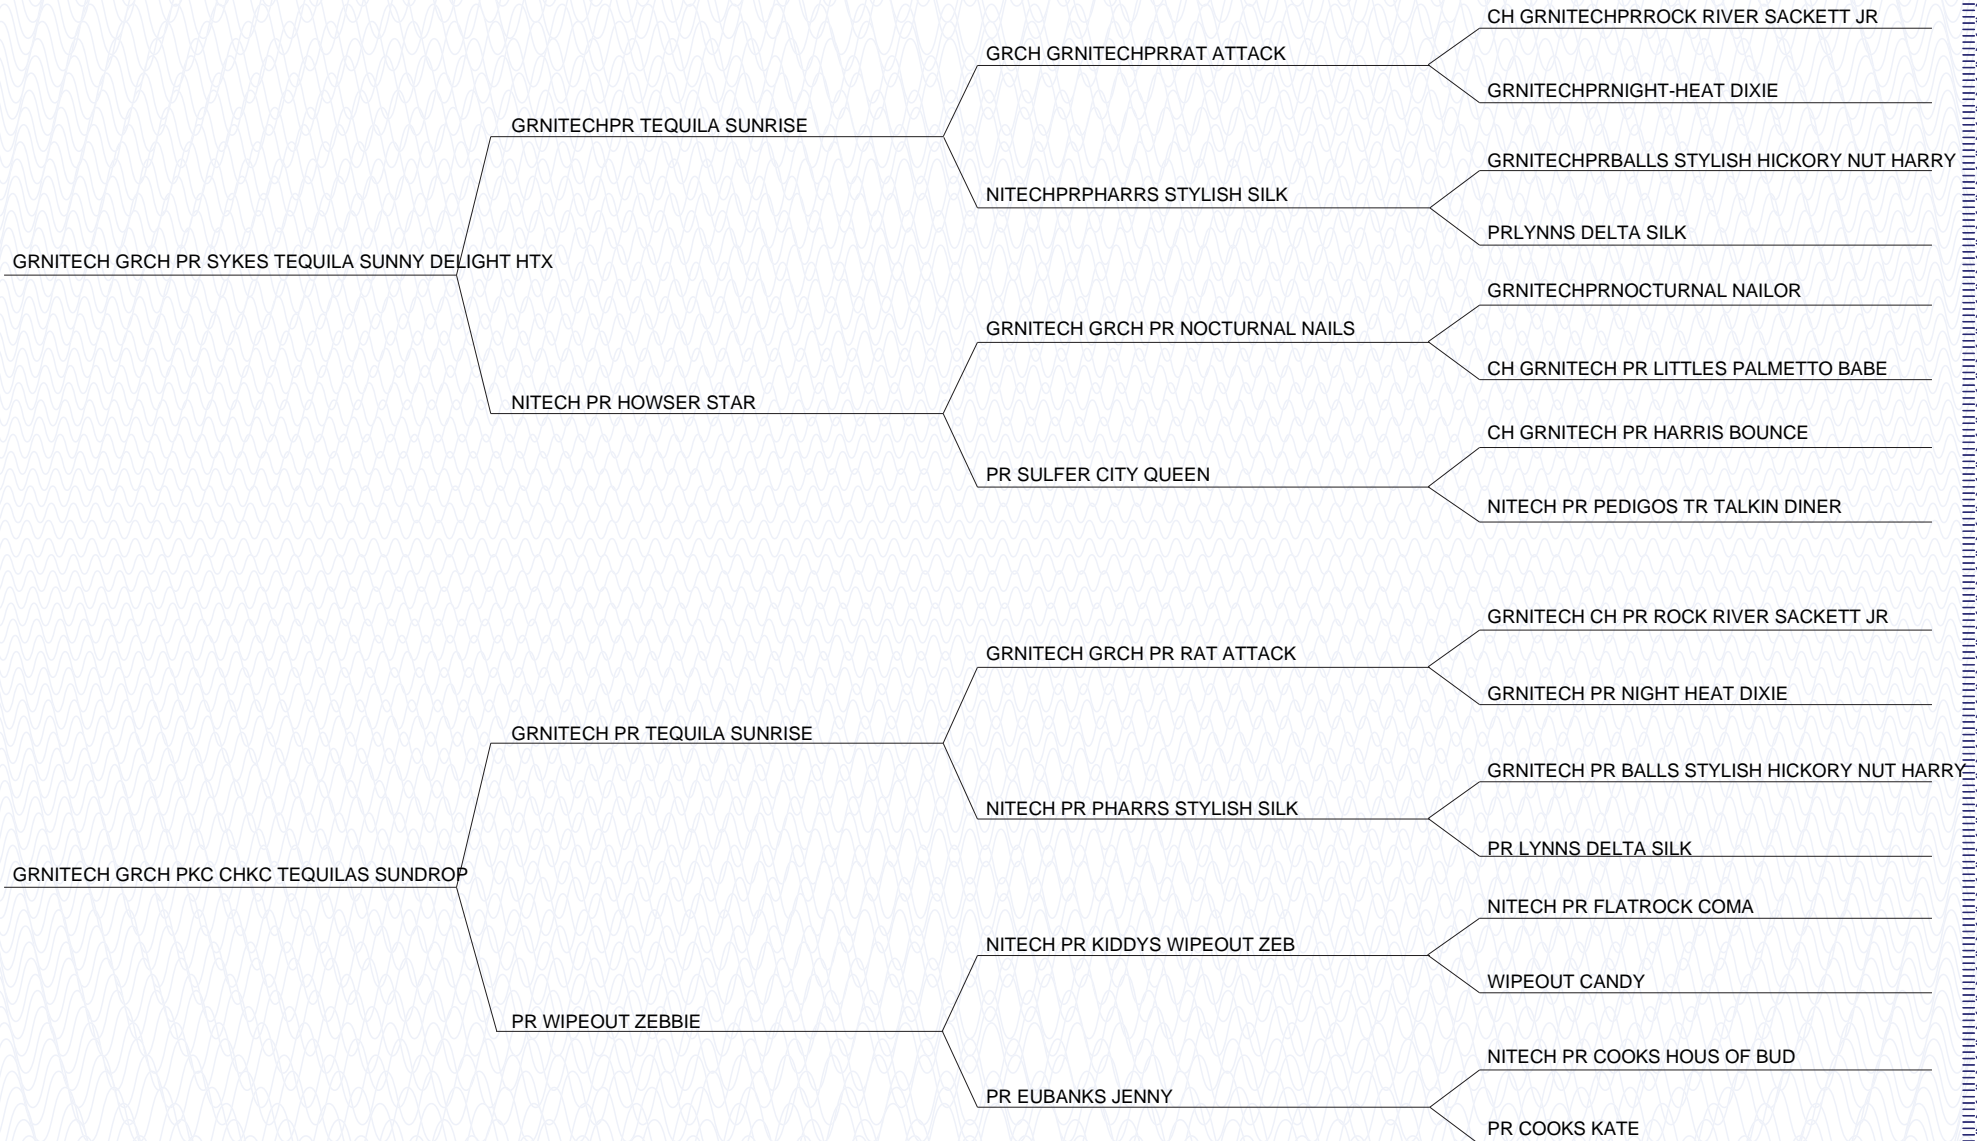 CH GRNITECHPRROCK RIVER SACKETT JR
GRCH GRNITECHPRRAT ATTACK
GRNITECHPRNIGHT-HEAT DIXIE
GRNITECHPR TEQUILA SUNRISE
GRNITECHPRBALLS STYLISH HICKORY NUT HARRY
NITECHPRPHARRS STYLISH SILK
PRLYNNS DELTA SILK
GRNITECH GRCH PR SYKES TEQUILA SUNNY DELIGHT HTX
GRNITECHPRNOCTURNAL NAILOR
GRNITECH GRCH PR NOCTURNAL NAILS
CH GRNITECH PR LITTLES PALMETTO BABE
NITECH PR HOWSER STAR
CH GRNITECH PR HARRIS BOUNCE
PR SULFER CITY QUEEN
NITECH PR PEDIGOS TR TALKIN DINER
GRNITECH CH PR ROCK RIVER SACKETT JR
GRNITECH GRCH PR RAT ATTACK
GRNITECH PR NIGHT HEAT DIXIE
GRNITECH PR TEQUILA SUNRISE
GRNITECH PR BALLS STYLISH HICKORY NUT HARRY
NITECH PR PHARRS STYLISH SILK
PR LYNNS DELTA SILK
GRNITECH GRCH PKC CHKC TEQUILAS SUNDROP
NITECH PR FLATROCK COMA
NITECH PR KIDDYS WIPEOUT ZEB
WIPEOUT CANDY
PR WIPEOUT ZEBBIE
NITECH PR COOKS HOUS OF BUD
PR EUBANKS JENNY
PR COOKS KATE